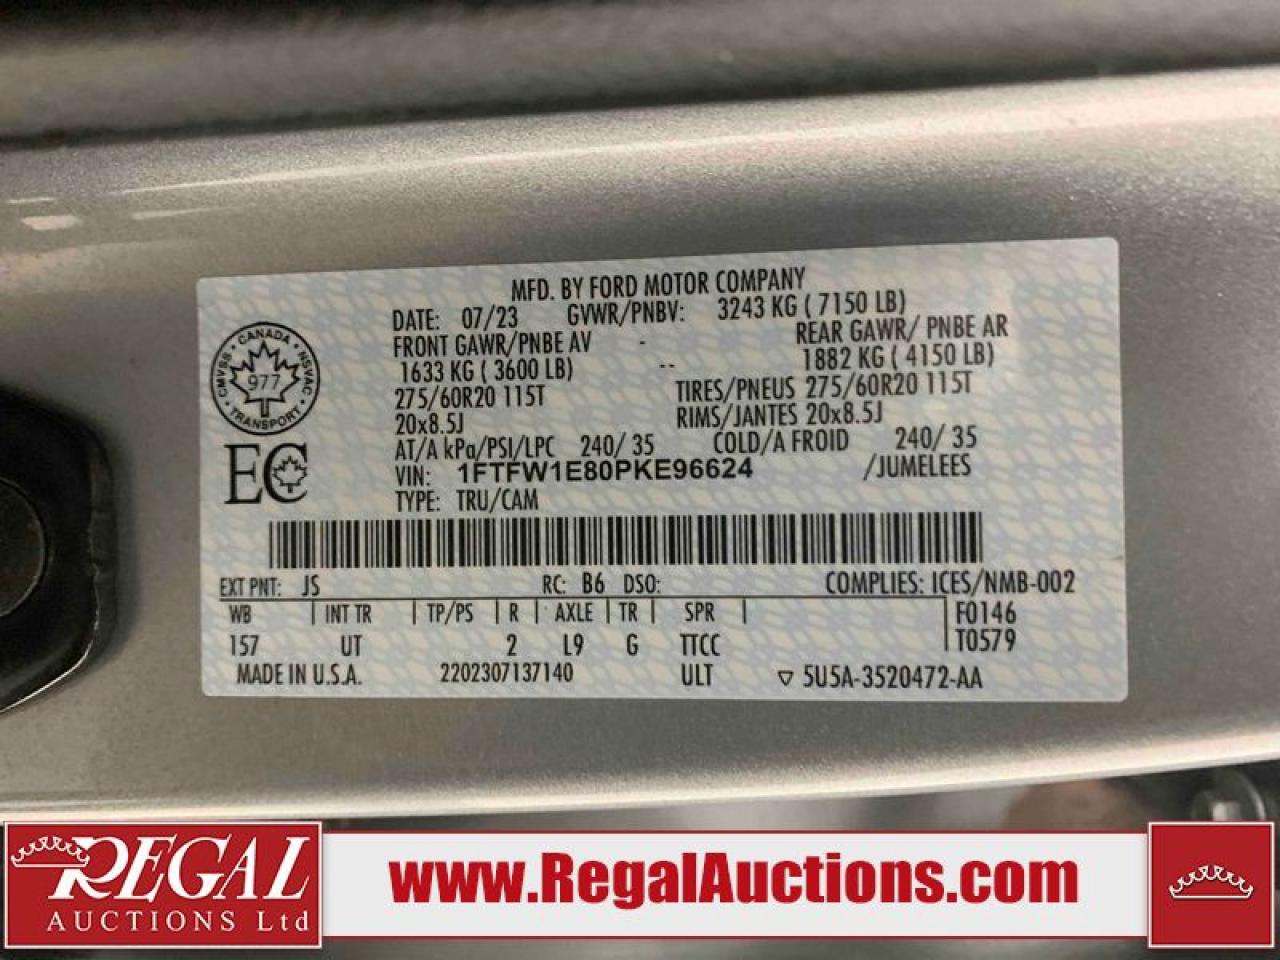 MFD. BY FORD MOTOR COMPANY
DATE: 07/23 GVWR/PNBV: 3243 KG ( 7150 LB)
FRONT GAWR/PNBE AV - REAR GAWR/ PNBE AR
1633 KG ( 3600 LB) -- 1882 KG ( 4150 LB)
275/60R20 115T TIRES/PNEUS 275/60R20 115T
20x8.5J RIMS/JANTES 20x8.5J
AT/A kPa/PSI/LPC 240/ 35 COLD/A FROID 240/ 35
VIN: 1FTFW1E80PKE96624 /JUMELEES
TYPE: TRU/CAM
CANADA
CMVSS NSVAC
977
TRANSPORT
EC
EXT PNT: JS RC: B6 DSO: COMPLIES: ICES/NMB-002
WB | INT TR | TP/PS | R | AXLE | TR | SPR | F0146
157 UT 2 L9 G TTCC T0579
MADE IN U.S.A. 2202307137140 ULT ▽ 5U5A-3520472-AA
REGAL
AUCTIONS Ltd
www.RegalAuctions.com